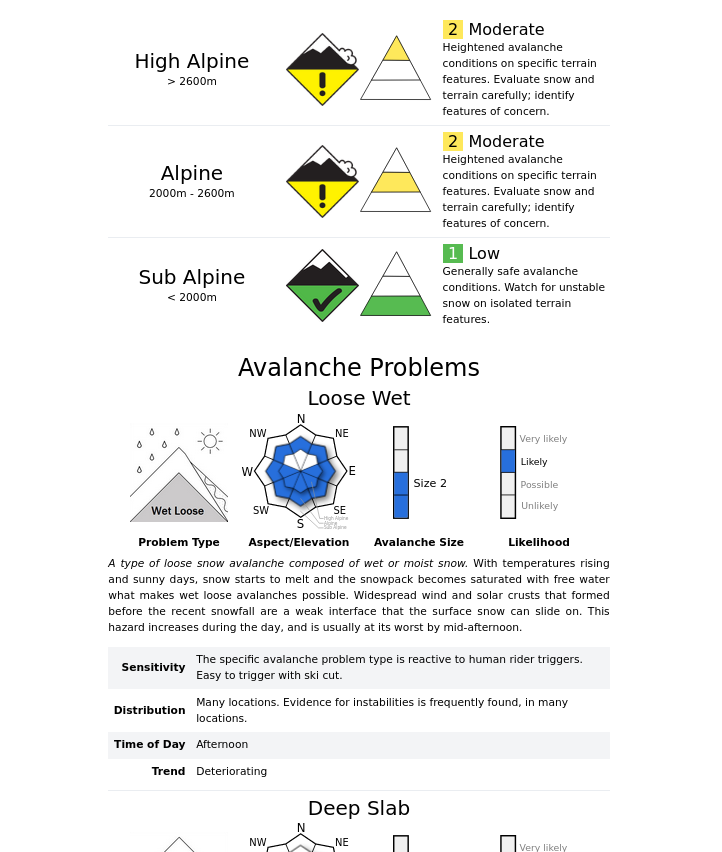 High Alpine
> 2600m
2 Moderate
Heightened avalanche
conditions on specific terrain
features. Evaluate snow and
terrain carefully; identify
features of concern.
Alpine
2000m - 2600m
2 Moderate
Heightened avalanche
conditions on specific terrain
features. Evaluate snow and
terrain carefully; identify
features of concern.
Sub Alpine
< 2000m
1 Low
Generally safe avalanche
conditions. Watch for unstable
snow on isolated terrain
features.
Avalanche Problems
Loose Wet
Wet Loose
Problem Type
N
NW NE
W E
SW SE
S
High Alpine
Alpine
Sub Alpine
Aspect/Elevation
Size 2
Avalanche Size
Very likely
Likely
Possible
Unlikely
Likelihood
A type of loose snow avalanche composed of wet or moist snow. With temperatures rising
and sunny days, snow starts to melt and the snowpack becomes saturated with free water
what makes wet loose avalanches possible. Widespread wind and solar crusts that formed
before the recent snowfall are a weak interface that the surface snow can slide on. This
hazard increases during the day, and is usually at its worst by mid-afternoon.
Sensitivity The specific avalanche problem type is reactive to human rider triggers.
Easy to trigger with ski cut.
Distribution Many locations. Evidence for instabilities is frequently found, in many
locations.
Time of Day Afternoon
Trend Deteriorating
Deep Slab
N
NW NE
Very likely